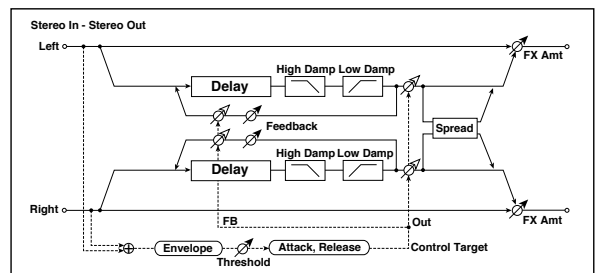 Stereo In - Stereo Out
Left
FX Amt
High Damp Low Damp
Delay
Feedback
Spread
High Damp Low Damp
Delay
Right
FB
Out
FX Amt
Envelope
Threshold
Attack, Release
Control Target